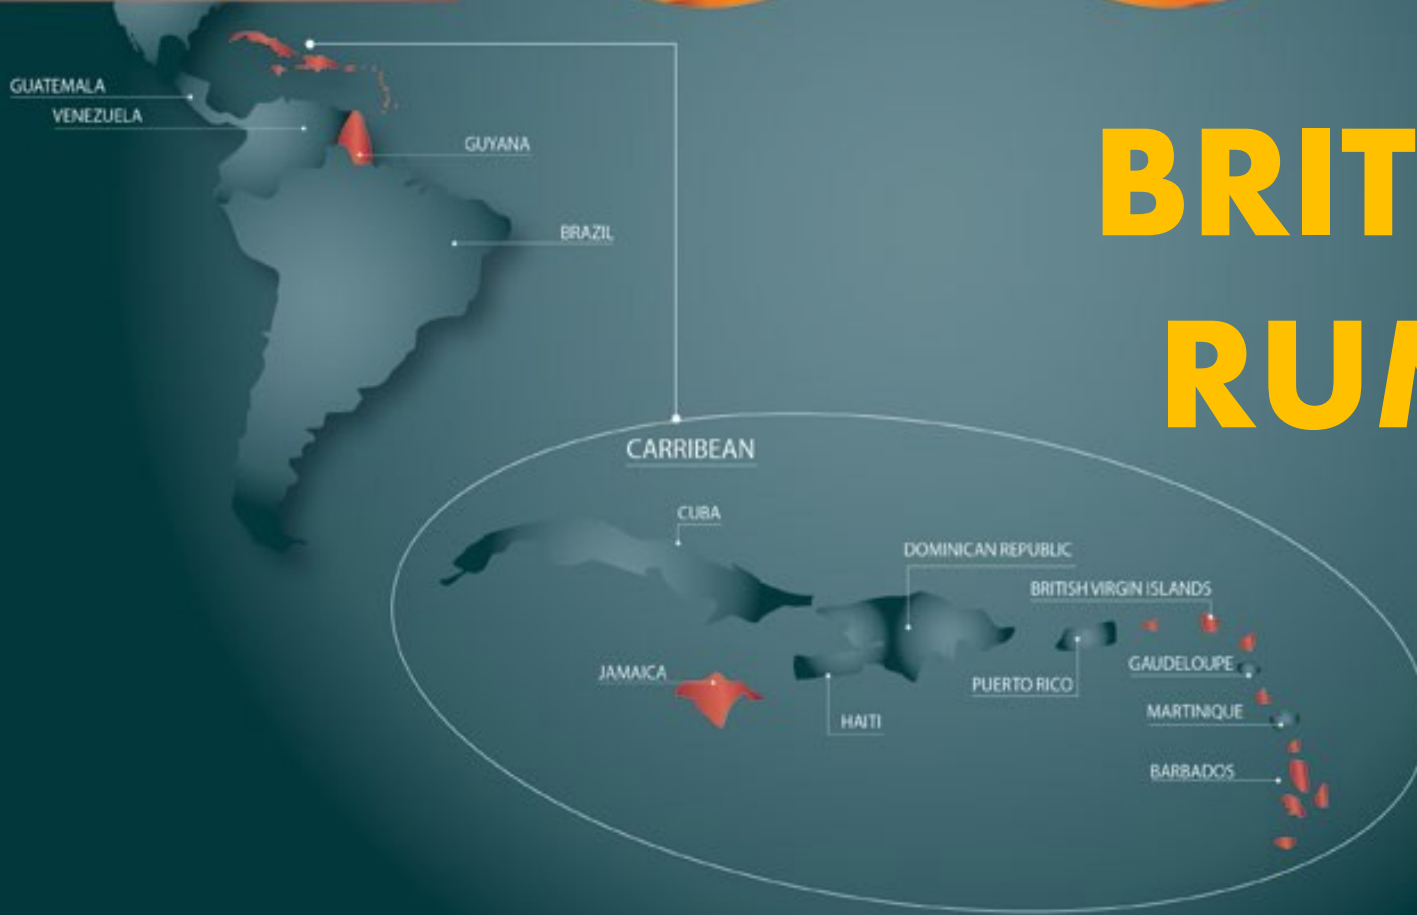 GUATEMALA
VENEZUELA
GUYANA
BRAZIL
BRIT
RUM
CARRIBEAN
CUBA
DOMINICAN REPUBLIC
BRITISH VIRGIN ISLANDS
JAMAICA
HAITI
PUERTO RICO
GAUDELOUPE
MARTINIQUE
BARBADOS